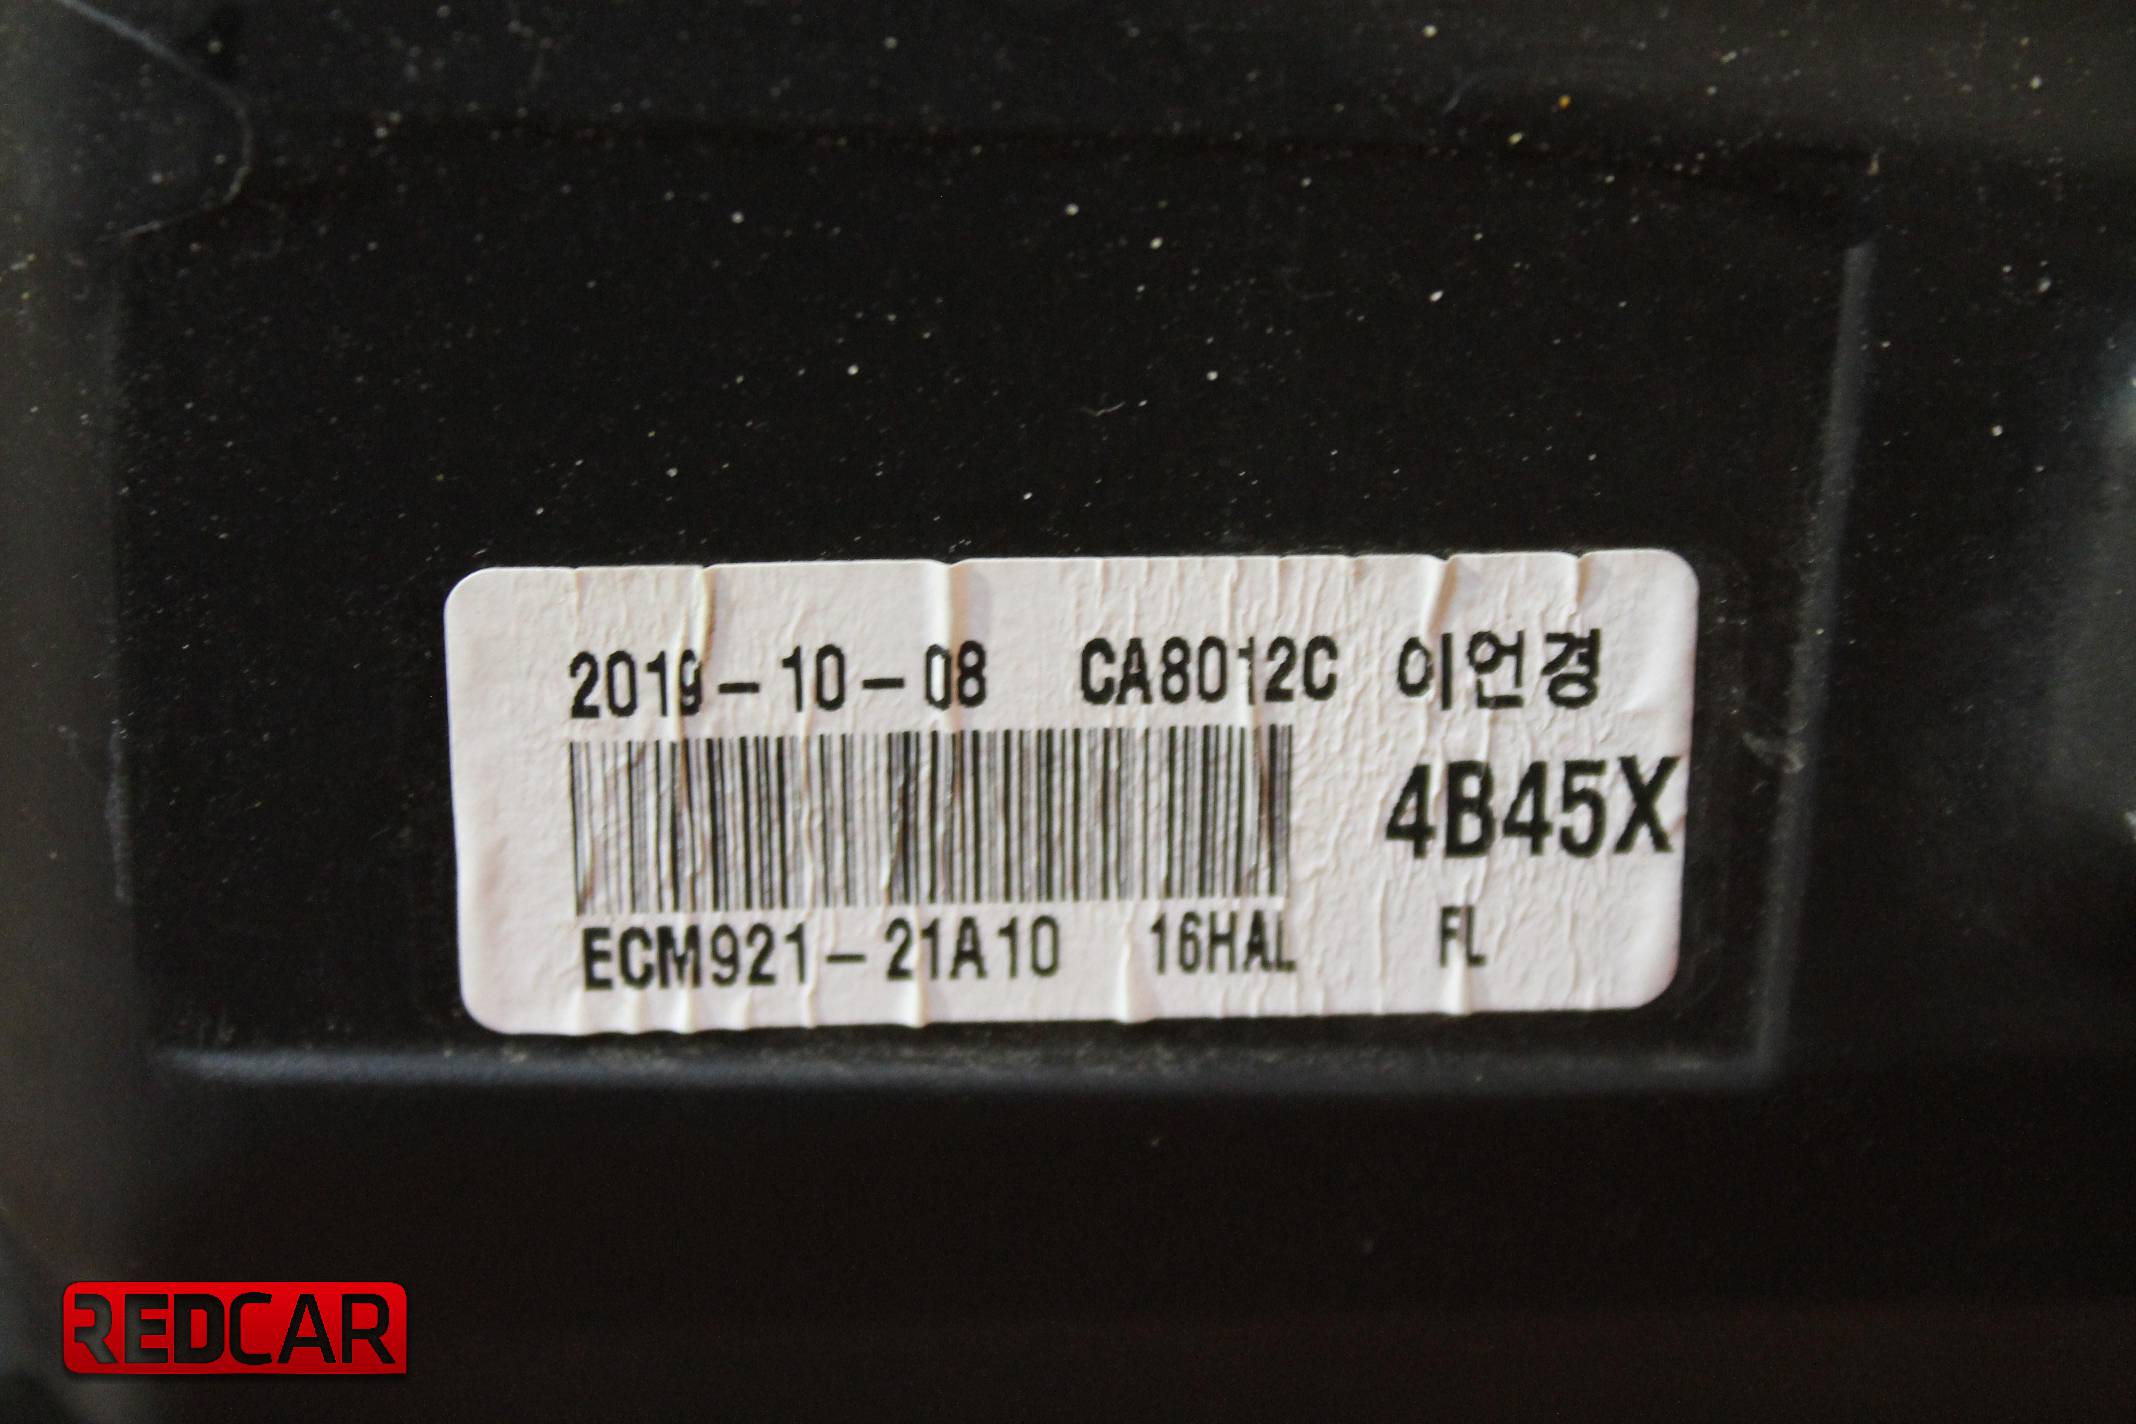 2019-10-08 CA8012C 이언경
4B45X
ECM921-21A10 16HAL FL
REDCAR